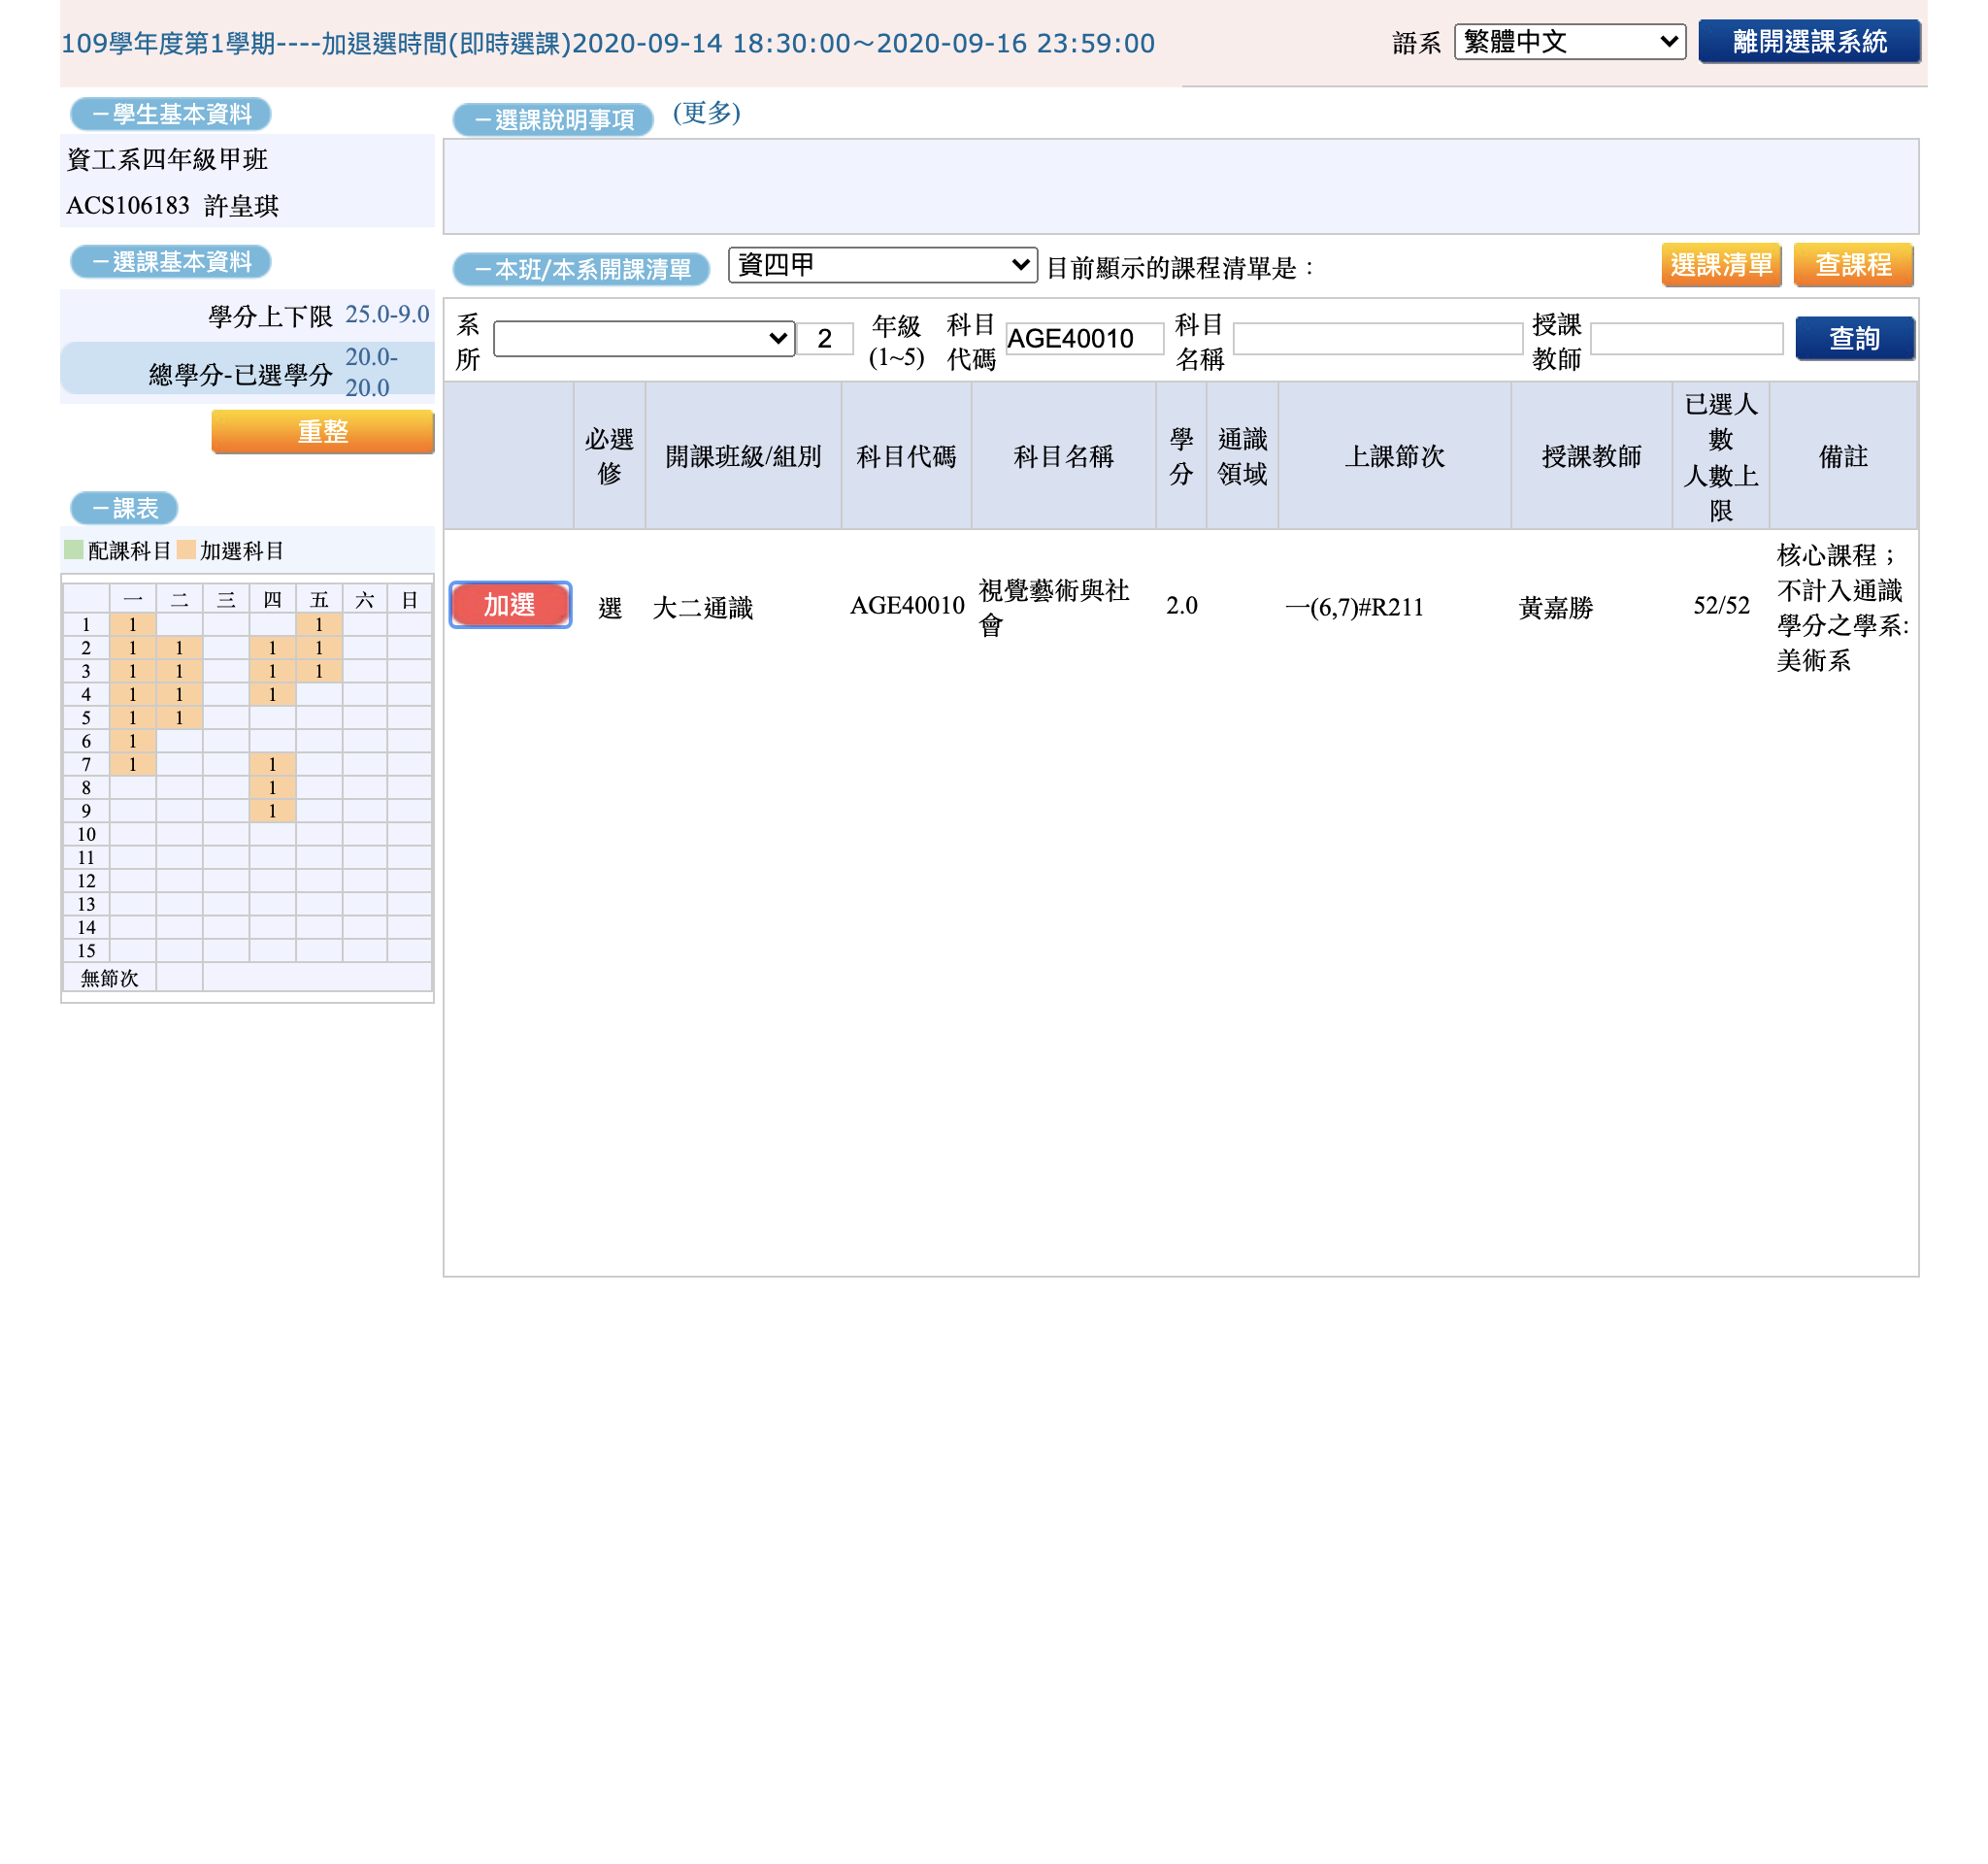 109學年度第1學期----加退選時間(即時選課)2020-09-14 18:30:00～2020-09-16 23:59:00
語系 繁體中文 離開選課系統
－學生基本資料
資工系四年級甲班
ACS106183 許皇琪
－選課基本資料
學分上下限 25.0-9.0
總學分-已選學分 20.0-
20.0
重整
－課表
配課科目 加選科目
一 二 三 四 五 六 日
1 1 1
2 1 1 1 1
3 1 1 1 1
4 1 1 1
5 1 1
6 1
7 1 1
8 1
9 1
10
11
12
13
14
15
無節次
－選課說明事項 (更多)
－本班/本系開課清單 資四甲 目前顯示的課程清單是： 選課清單 查課程
系所 2 年級(1~5) 科目代碼 AGE40010 科目名稱 授課教師 查詢
必選修 開課班級/組別 科目代碼 科目名稱 學分 通識領域 上課節次 授課教師 已選人數人數上限 備註
加選 選 大二通識 AGE40010 視覺藝術與社會 2.0 一(6,7)#R211 黃嘉勝 52/52 核心課程；不計入通識學分之學系:美術系